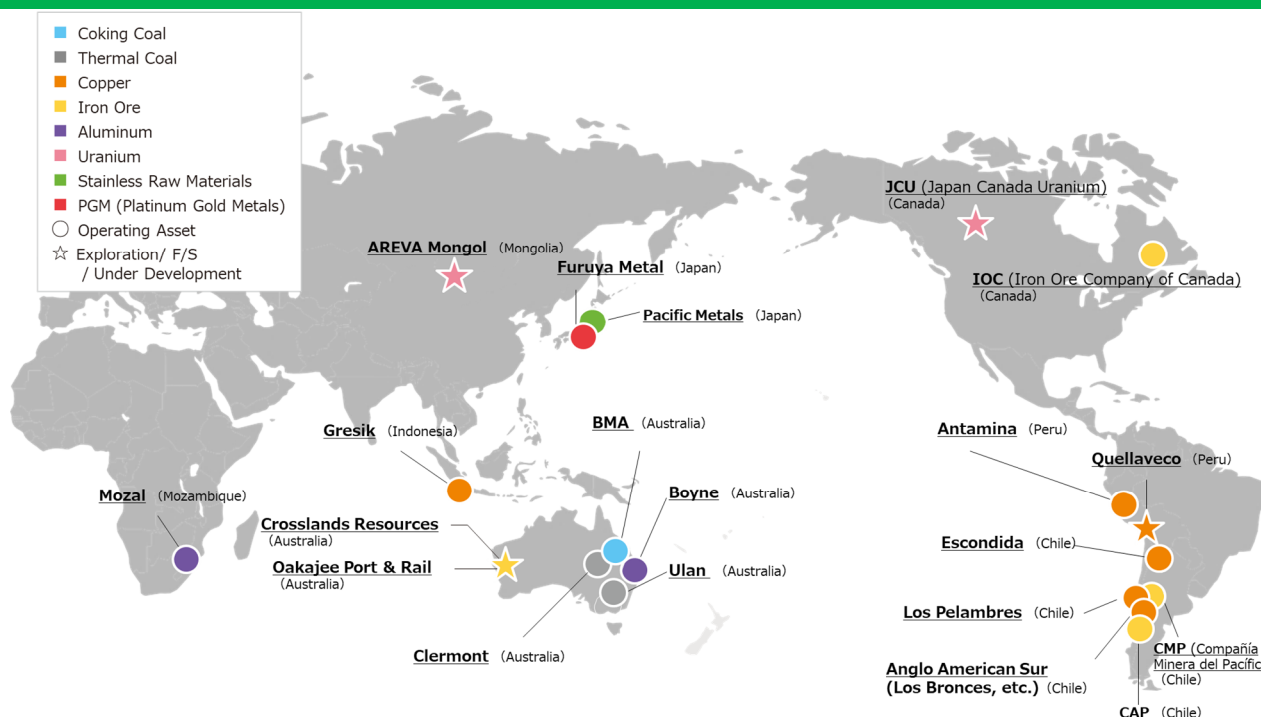 Coking Coal
Thermal Coal
Copper
Iron Ore
Aluminum
Uranium
Stainless Raw Materials
PGM (Platinum Gold Metals)
Operating Asset
Exploration/ F/S
/ Under Development
JCU (Japan Canada Uranium)
(Canada)
AREVA Mongol (Mongolia)
Furuya Metal (Japan)
IOC (Iron Ore Company of Canada)
(Canada)
Pacific Metals (Japan)
Gresik (Indonesia)
BMA (Australia)
Antamina (Peru)
Quellaveco (Peru)
Mozal (Mozambique)
Boyne (Australia)
Crosslands Resources
(Australia)
Escondida (Chile)
Oakajee Port & Rail
(Australia)
Ulan (Australia)
Los Pelambres (Chile)
Clermont (Australia)
CMP (Compañía
Minera del Pacífic
(Chile)
Anglo American Sur
(Los Bronces, etc.) (Chile)
CAP (Chile)